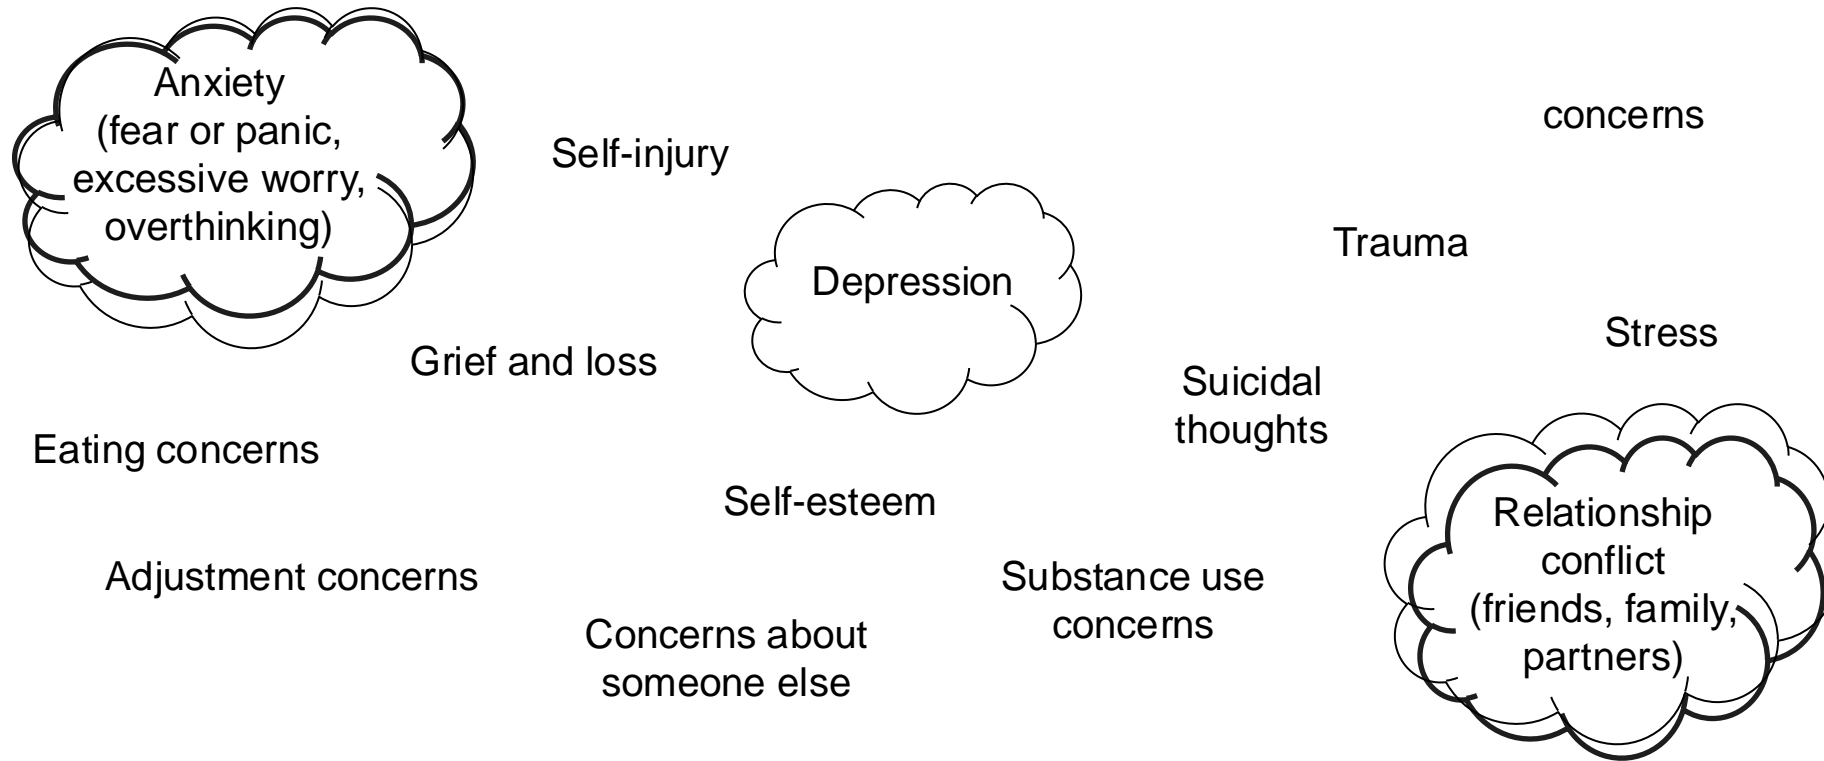 Anxiety
(fear or panic,
excessive worry,
overthinking)
Self-injury
concerns
Trauma
Depression
Stress
Grief and loss
Suicidal
thoughts
Eating concerns
Self-esteem
Relationship
conflict
(friends, family,
partners)
Adjustment concerns
Substance use
concerns
Concerns about
someone else